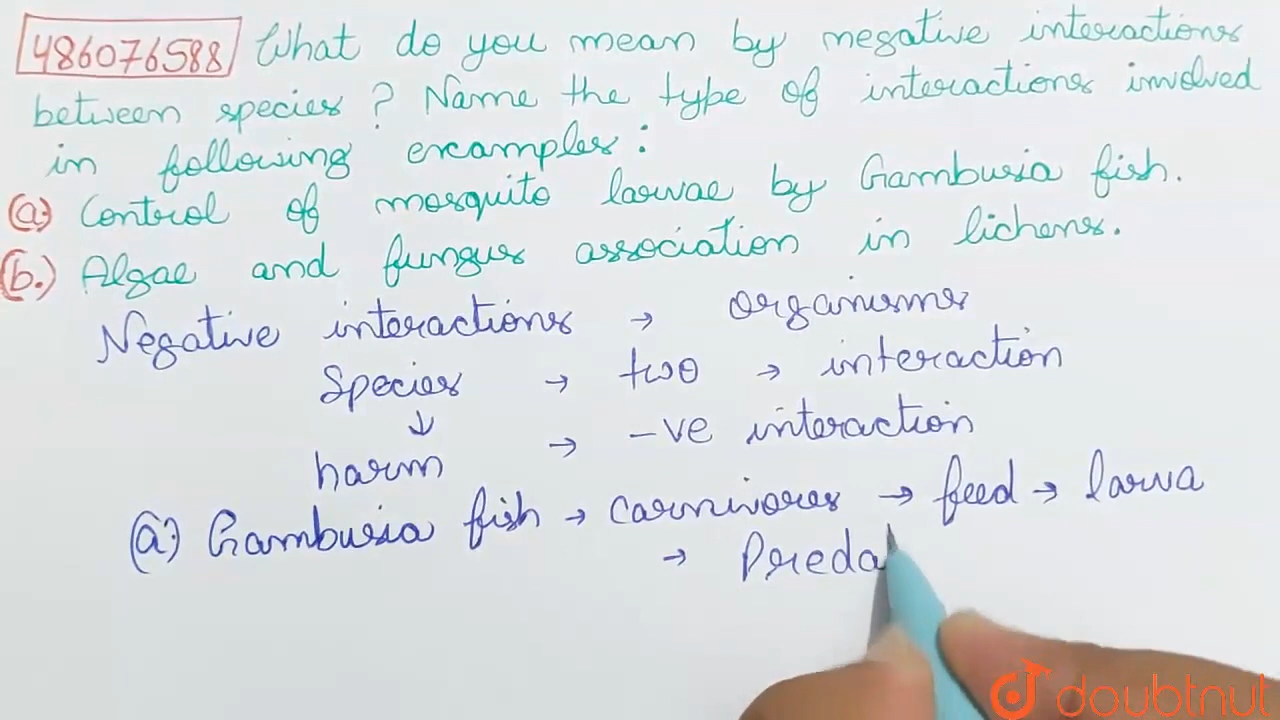 486076588 What do you mean by negative interactions
between species? Name the type of interactions involved
in following examples:
(a.) Control of mosquito larvae by Gambusia fish.
(b.) Algae and fungus association in lichens.
Negative interactions → organisms
Species → two → interaction
↓
harm → -ve interaction
(a.) Gambusia fish → carnivores → feed → larva
→ Preda
doubtnut